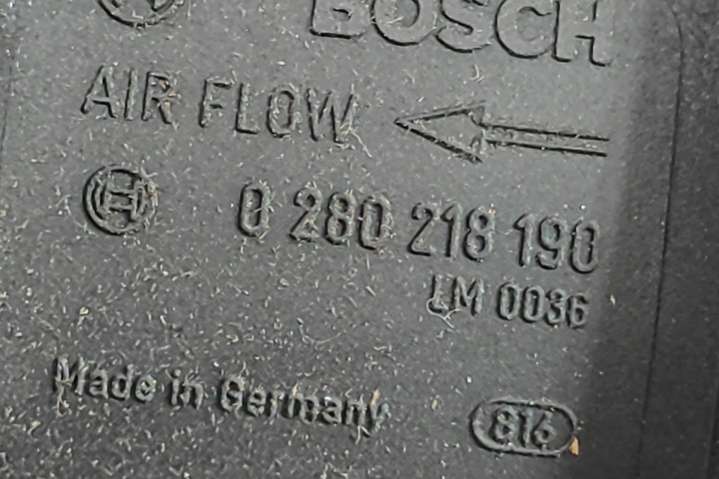 BOSCH
AIR FLOW
0 280 218 190
LM 0036
Made in Germany
816